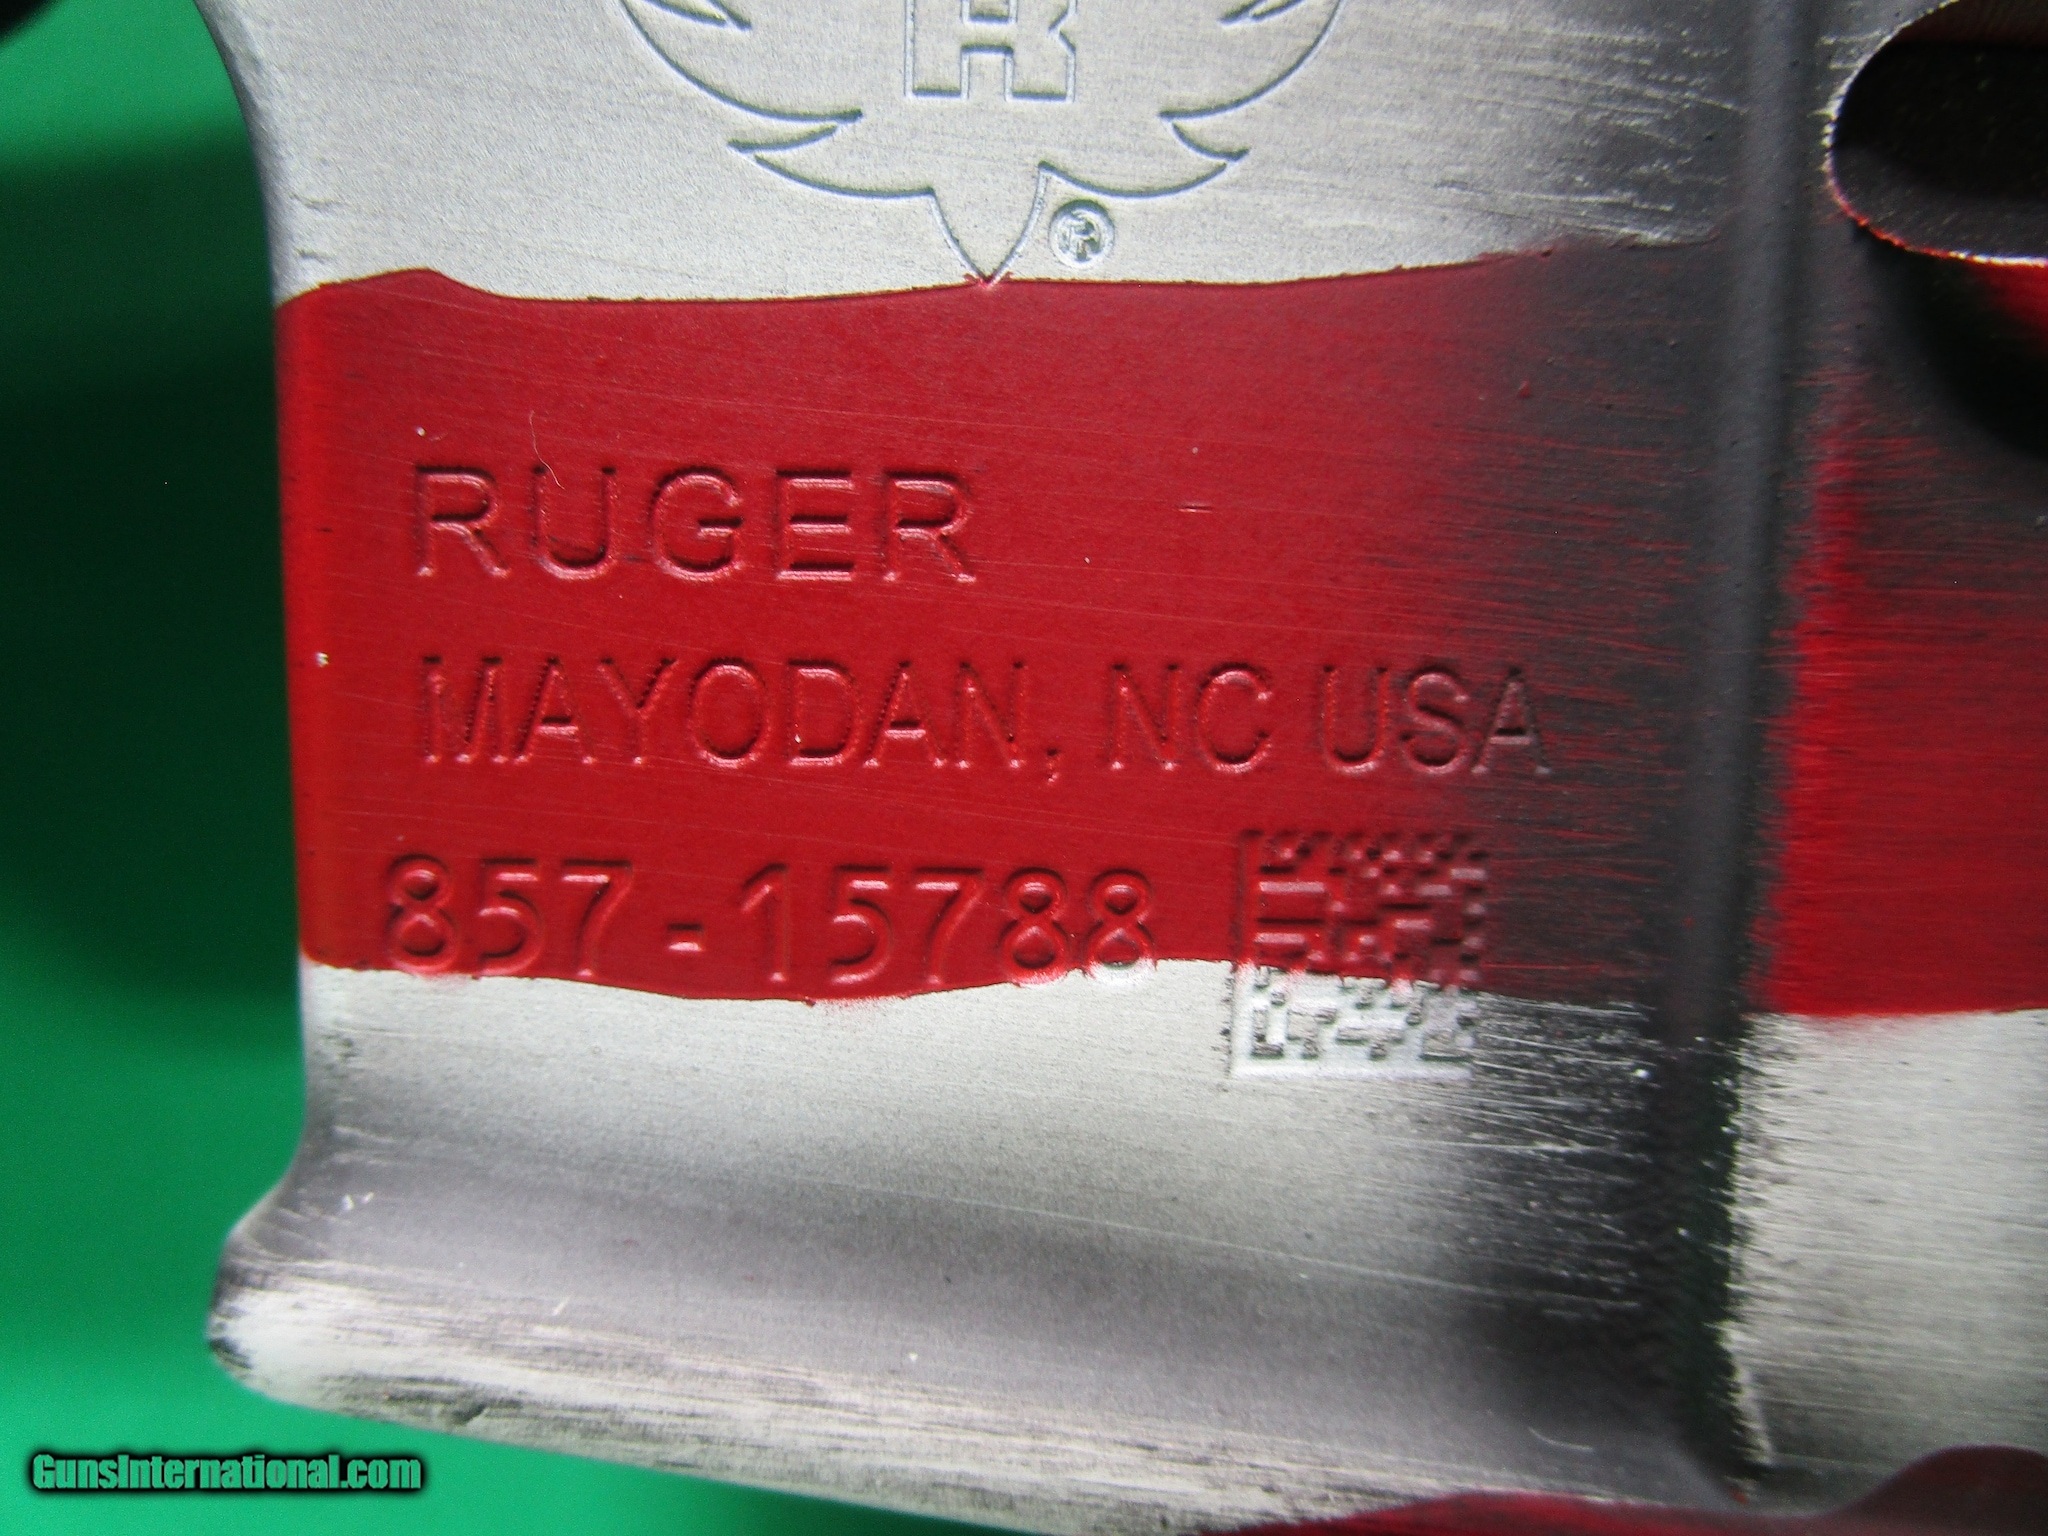 R
®
RUGER
MAYODAN, NC USA
857-15788
GunsInternational.com